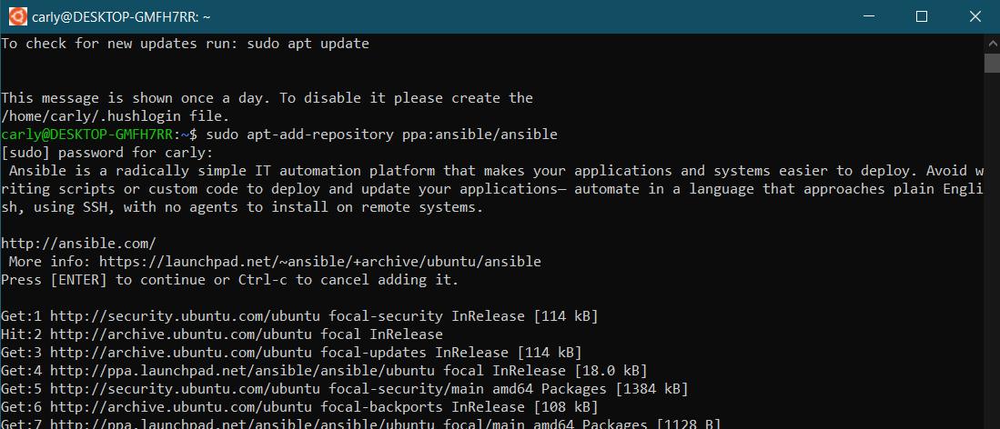 carly@DESKTOP-GMFH7RR: ~
To check for new updates run: sudo apt update
This message is shown once a day. To disable it please create the
/home/carly/.hushlogin file.
carly@DESKTOP-GMFH7RR:~$ sudo apt-add-repository ppa:ansible/ansible
[sudo] password for carly:
Ansible is a radically simple IT automation platform that makes your applications and systems easier to deploy. Avoid w
riting scripts or custom code to deploy and update your applications— automate in a language that approaches plain Engli
sh, using SSH, with no agents to install on remote systems.
http://ansible.com/
More info: https://launchpad.net/~ansible/+archive/ubuntu/ansible
Press [ENTER] to continue or Ctrl-c to cancel adding it.
Get:1 http://security.ubuntu.com/ubuntu focal-security InRelease [114 kB]
Hit:2 http://archive.ubuntu.com/ubuntu focal InRelease
Get:3 http://archive.ubuntu.com/ubuntu focal-updates InRelease [114 kB]
Get:4 http://ppa.launchpad.net/ansible/ansible/ubuntu focal InRelease [18.0 kB]
Get:5 http://security.ubuntu.com/ubuntu focal-security/main amd64 Packages [1384 kB]
Get:6 http://archive.ubuntu.com/ubuntu focal-backports InRelease [108 kB]
Get:7 http://ppa.launchpad.net/ansible/ansible/ubuntu focal/main amd64 Packages [1128 B]